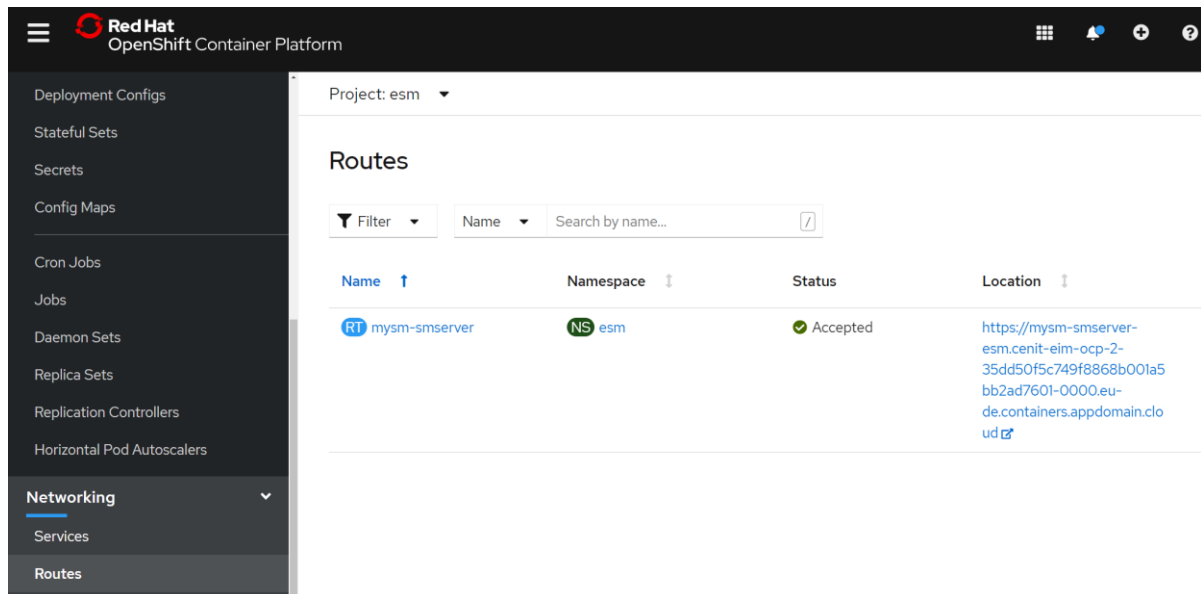 Red Hat
OpenShift Container Platform
Deployment Configs
Stateful Sets
Secrets
Config Maps
Cron Jobs
Jobs
Daemon Sets
Replica Sets
Replication Controllers
Horizontal Pod Autoscalers
Networking
Services
Routes
Project: esm
Routes
Filter Name Search by name... /
Name Namespace Status Location
RT mysm-smserver NS esm Accepted https://mysm-smserver-
esm.cenit-eim-ocp-2-
35dd50f5c749f8868b001a5
bb2ad7601-0000.eu-
de.containers.appdomain.clo
ud